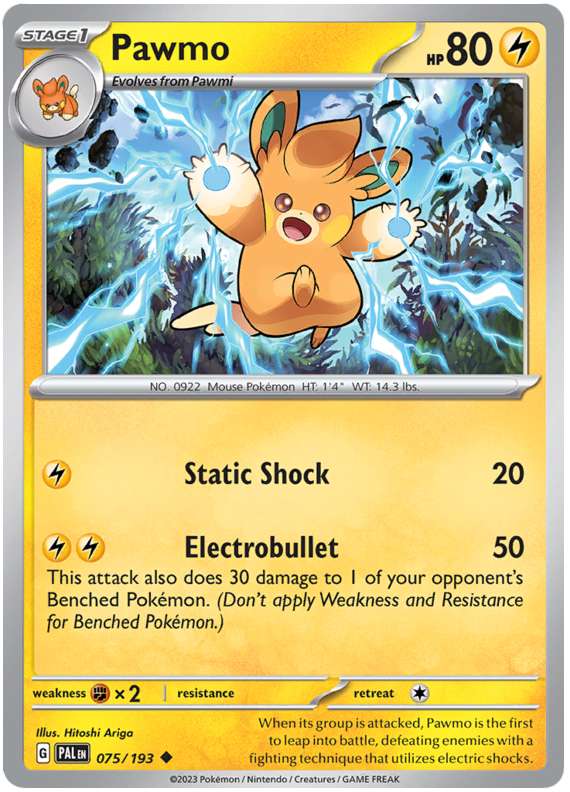 STAGE1
Pawmo
HP 80
Evolves from Pawmi
NO. 0922 Mouse Pokémon HT: 1'4" WT: 14.3 lbs.
Static Shock 20
Electrobullet 50
This attack also does 30 damage to 1 of your opponent's
Benched Pokémon. (Don't apply Weakness and Resistance
for Benched Pokémon.)
weakness ×2 resistance retreat
Illus. Hitoshi Ariga
G PAL EN 075/193
When its group is attacked, Pawmo is the first
to leap into battle, defeating enemies with a
fighting technique that utilizes electric shocks.
©2023 Pokémon / Nintendo / Creatures / GAME FREAK